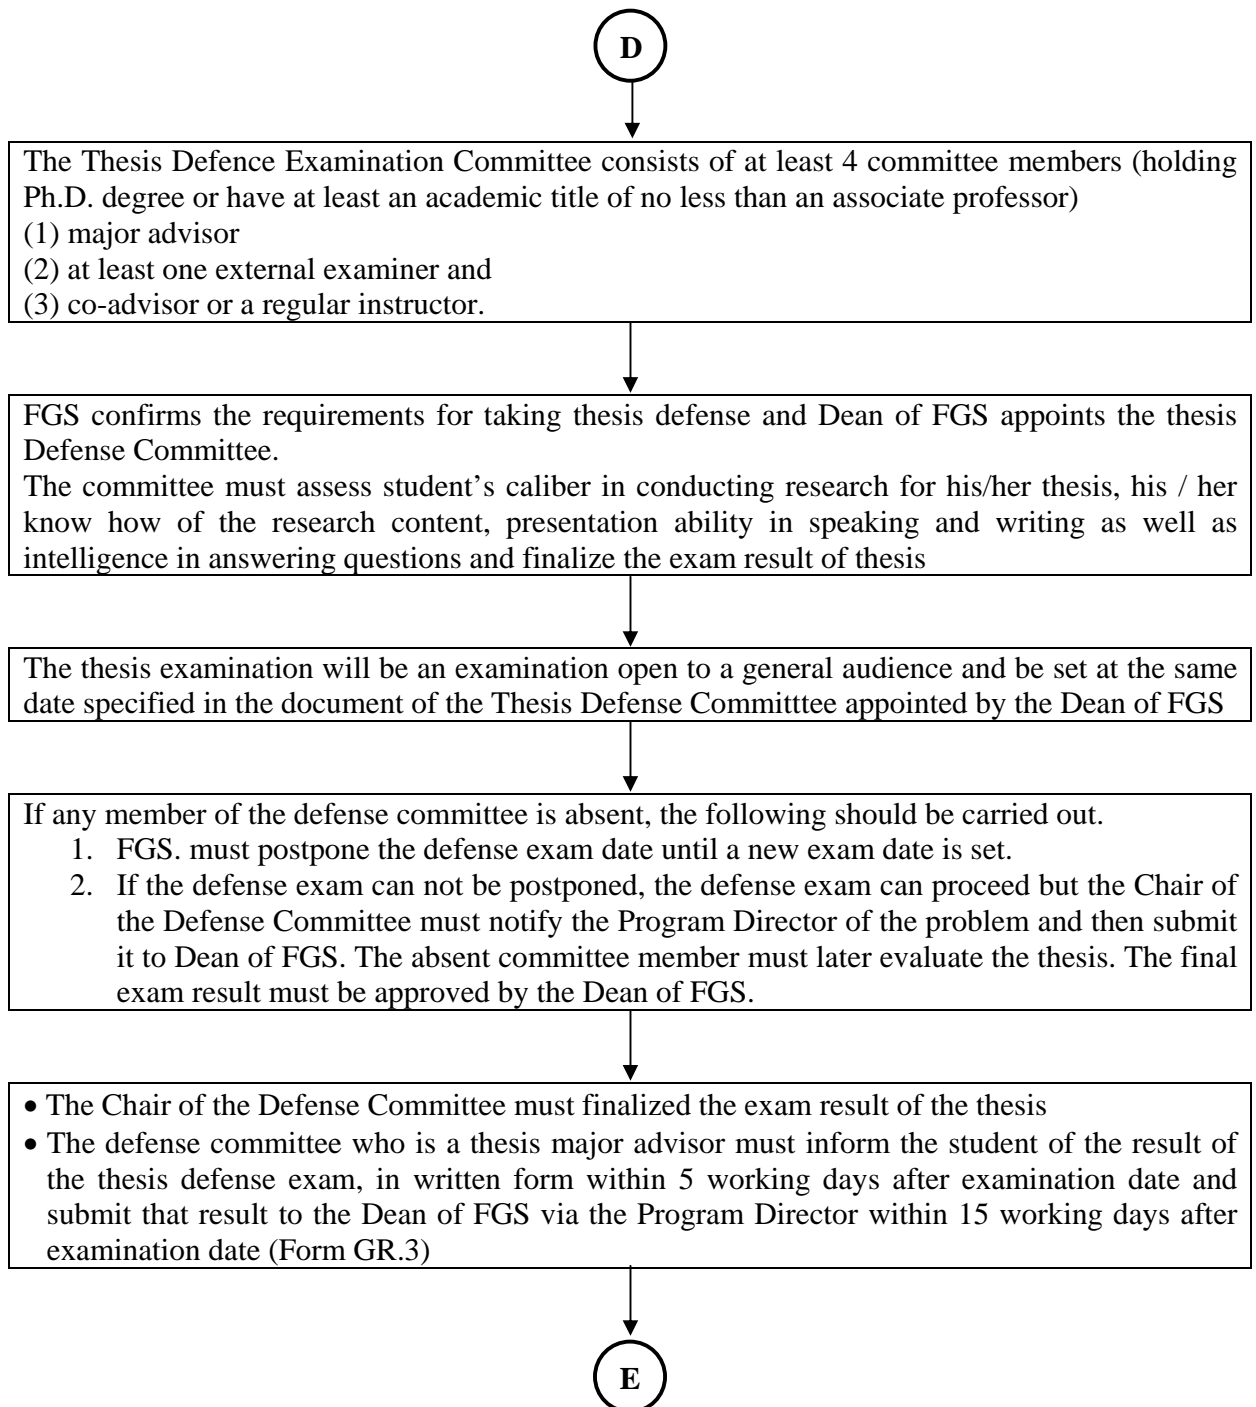 D
The Thesis Defence Examination Committee consists of at least 4 committee members (holding
Ph.D. degree or have at least an academic title of no less than an associate professor)
(1) major advisor
(2) at least one external examiner and
(3) co-advisor or a regular instructor.
FGS confirms the requirements for taking thesis defense and Dean of FGS appoints the thesis
Defense Committee.
The committee must assess student’s caliber in conducting research for his/her thesis, his / her
know how of the research content, presentation ability in speaking and writing as well as
intelligence in answering questions and finalize the exam result of thesis
The thesis examination will be an examination open to a general audience and be set at the same
date specified in the document of the Thesis Defense Committtee appointed by the Dean of FGS
If any member of the defense committee is absent, the following should be carried out.
1. FGS. must postpone the defense exam date until a new exam date is set.
2. If the defense exam can not be postponed, the defense exam can proceed but the Chair of
the Defense Committee must notify the Program Director of the problem and then submit
it to Dean of FGS. The absent committee member must later evaluate the thesis. The final
exam result must be approved by the Dean of FGS.
• The Chair of the Defense Committee must finalized the exam result of the thesis
• The defense committee who is a thesis major advisor must inform the student of the result of
the thesis defense exam, in written form within 5 working days after examination date and
submit that result to the Dean of FGS via the Program Director within 15 working days after
examination date (Form GR.3)
E